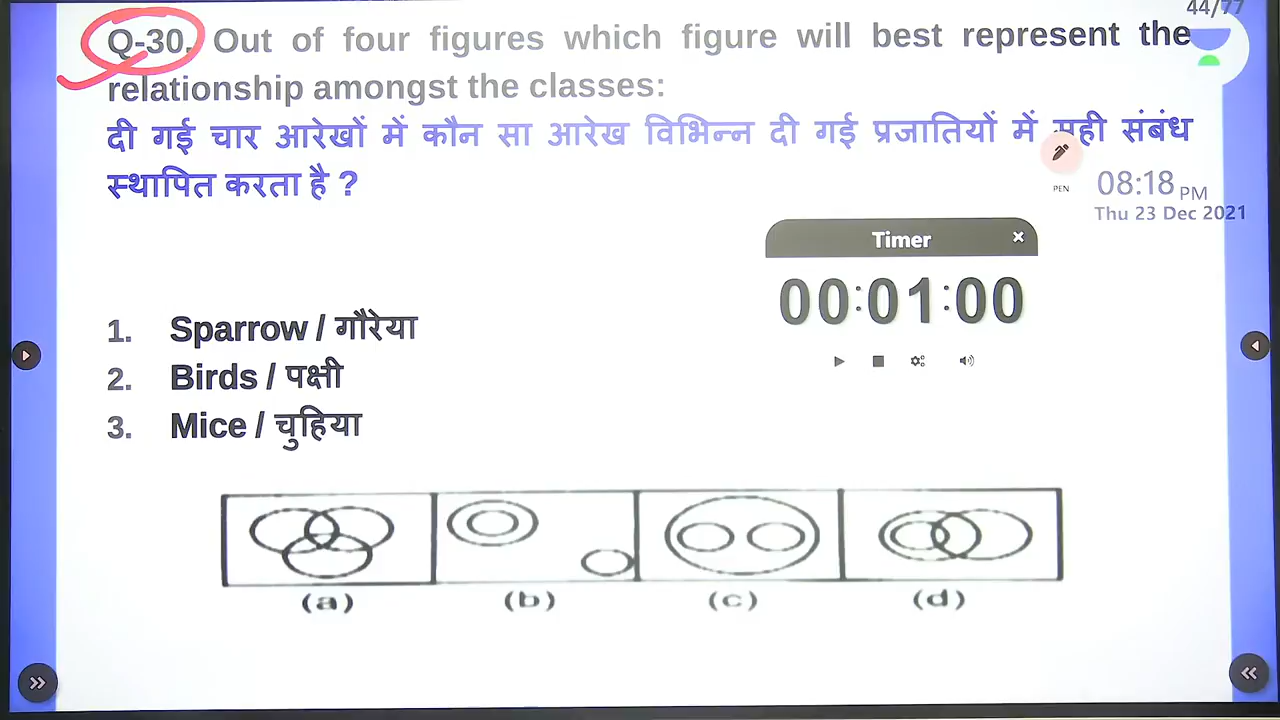 44/77
Q-30. Out of four figures which figure will best represent the
relationship amongst the classes:
दी गई चार आरेखों में कौन सा आरेख विभिन्न दी गई प्रजातियों में सही संबंध
स्थापित करता है ?
PEN
08:18 PM
Thu 23 Dec 2021
Timer
00:01:00
1. Sparrow / गौरेया
2. Birds / पक्षी
3. Mice / चुहिया
(a) (b) (c) (d)